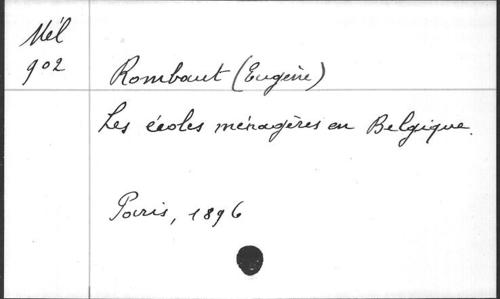 Mél
902
Rombaut (Eugène)
Les écoles ménagères en Belgique.
Paris, 1896